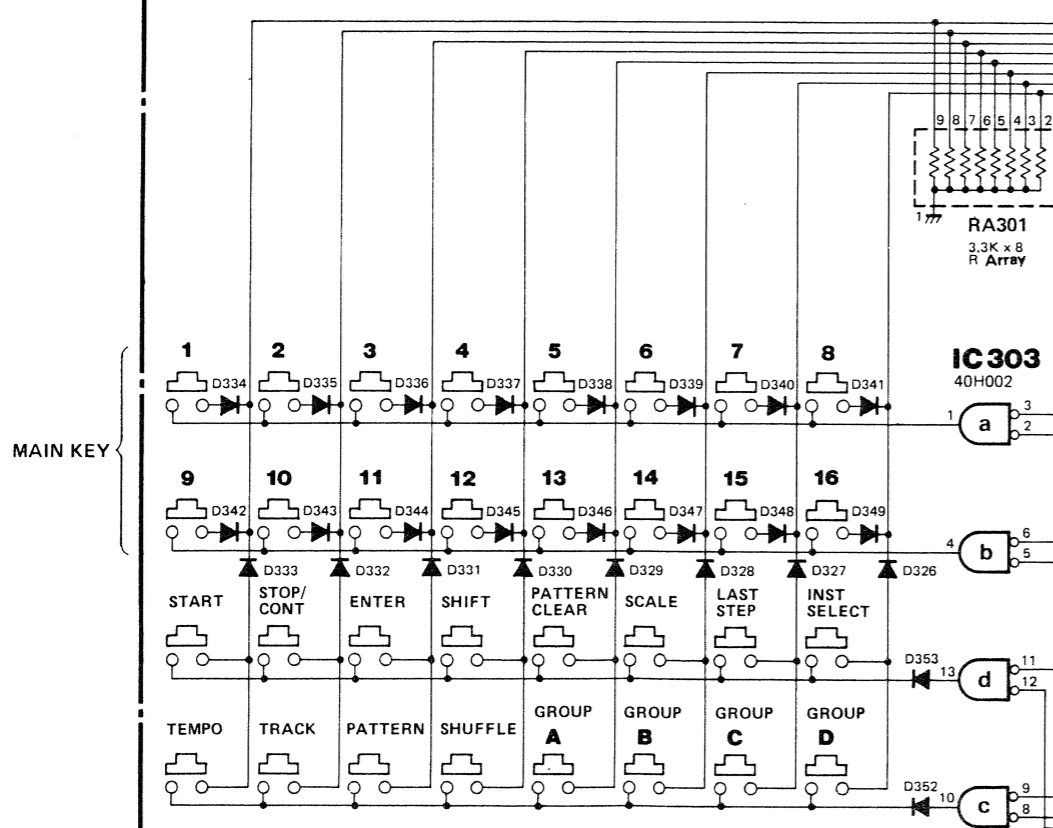 9 8 7 6 5 4 3 2
1
RA301
3.3K x 8
R Array
1 2 3 4 5 6 7 8
D334 D335 D336 D337 D338 D339 D340 D341
IC303
40H002
1 a 3
2
MAIN KEY
9 10 11 12 13 14 15 16
D342 D343 D344 D345 D346 D347 D348 D349
4 b 6
5
D333 D332 D331 D330 D329 D328 D327 D326
START STOP/ ENTER SHIFT PATTERN SCALE LAST INST
CONT CLEAR STEP SELECT
D353
13 d 11
12
TEMPO TRACK PATTERN SHUFFLE GROUP GROUP GROUP GROUP
A B C D
D352
10 c 9
8